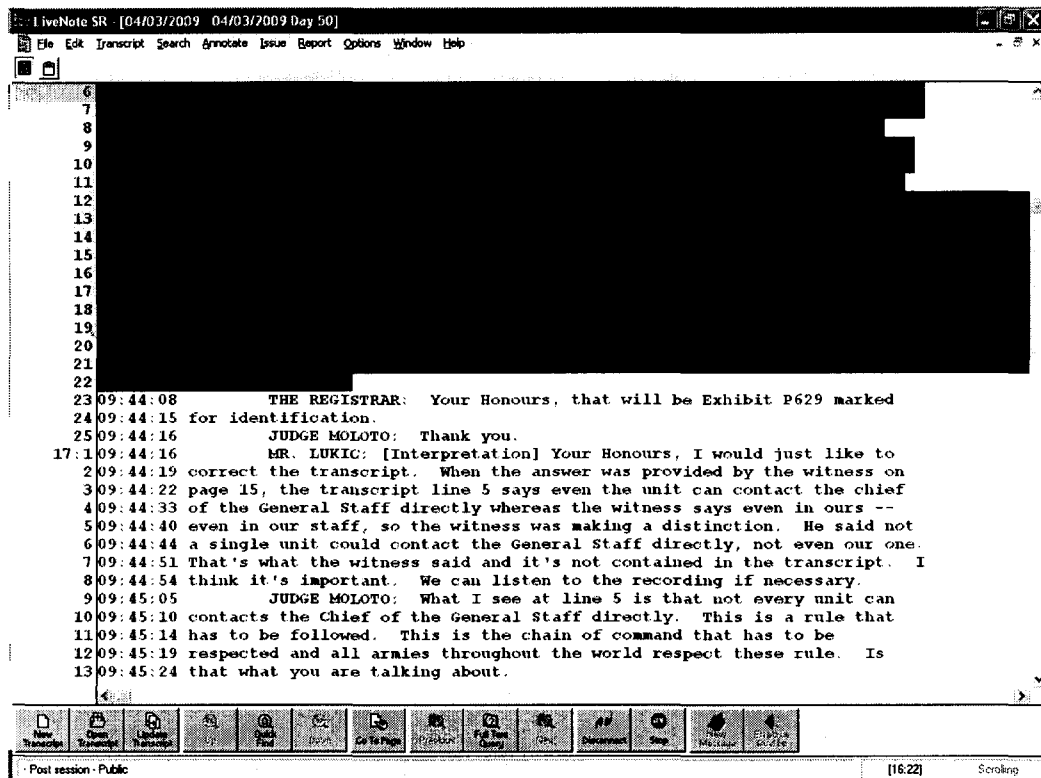 LiveNote SR - [04/03/2009 04/03/2009 Day 50]
File Edit Transcript Search Annotate Issue Report Options Window Help
6
7
8
9
10
11
12
13
14
15
16
17
18
19
20
21
22
23 09:44:08 THE REGISTRAR: Your Honours, that will be Exhibit P629 marked
24 09:44:15 for identification.
25 09:44:16 JUDGE MOLOTO: Thank you.
17:1 09:44:16 MR. LUKIC: [Interpretation] Your Honours, I would just like to
2 09:44:19 correct the transcript. When the answer was provided by the witness on
3 09:44:22 page 15, the transcript line 5 says even the unit can contact the chief
4 09:44:33 of the General Staff directly whereas the witness says even in ours --
5 09:44:40 even in our staff, so the witness was making a distinction. He said not
6 09:44:44 a single unit could contact the General Staff directly, not even our one.
7 09:44:51 That's what the witness said and it's not contained in the transcript. I
8 09:44:54 think it's important. We can listen to the recording if necessary.
9 09:45:05 JUDGE MOLOTO: What I see at line 5 is that not every unit can
10 09:45:10 contacts the Chief of the General Staff directly. This is a rule that
11 09:45:14 has to be followed. This is the chain of command that has to be
12 09:45:19 respected and all armies throughout the world respect these rule. Is
13 09:45:24 that what you are talking about.
New Transcript Open Transcript Update Transcript Up Quick Find Down Go To Page Previous Full Text Query Disconnect Stop
Post session - Public [16:22] Scrolling